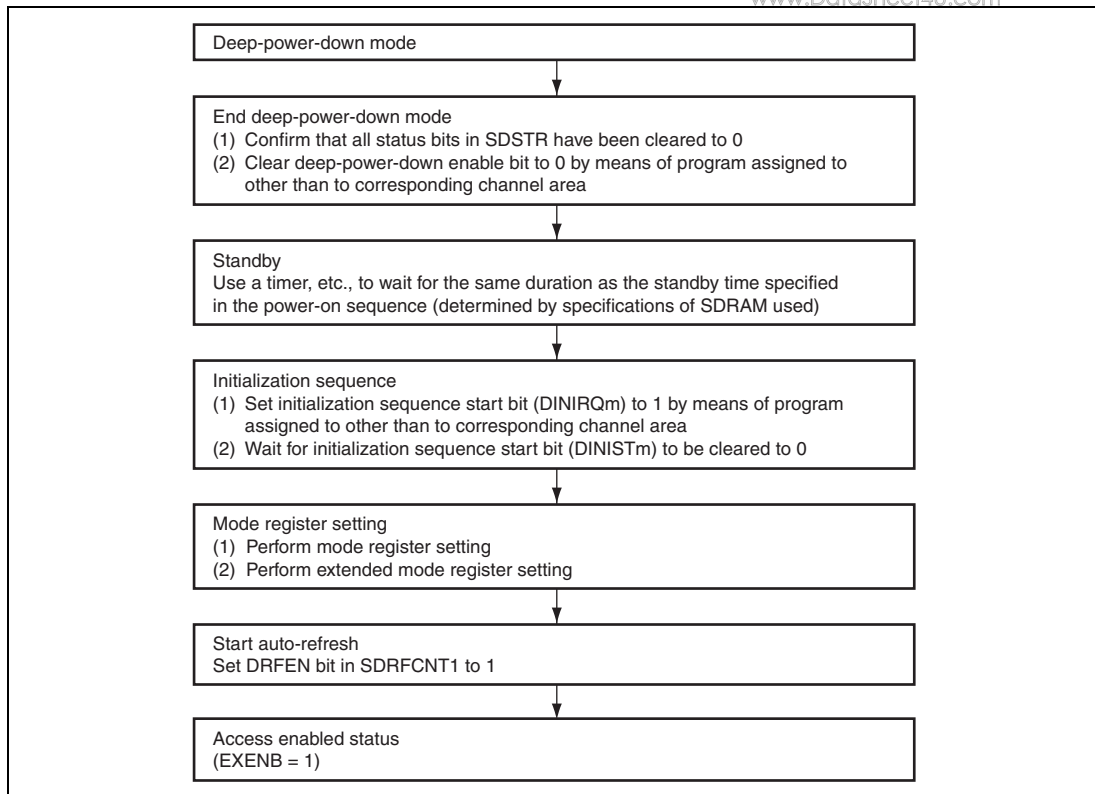 www.DataSheet4U.com
Deep-power-down mode
End deep-power-down mode
(1) Confirm that all status bits in SDSTR have been cleared to 0
(2) Clear deep-power-down enable bit to 0 by means of program assigned to
other than to corresponding channel area
Standby
Use a timer, etc., to wait for the same duration as the standby time specified
in the power-on sequence (determined by specifications of SDRAM used)
Initialization sequence
(1) Set initialization sequence start bit (DINIRQm) to 1 by means of program
assigned to other than to corresponding channel area
(2) Wait for initialization sequence start bit (DINISTm) to be cleared to 0
Mode register setting
(1) Perform mode register setting
(2) Perform extended mode register setting
Start auto-refresh
Set DRFEN bit in SDRFCNT1 to 1
Access enabled status
(EXENB = 1)